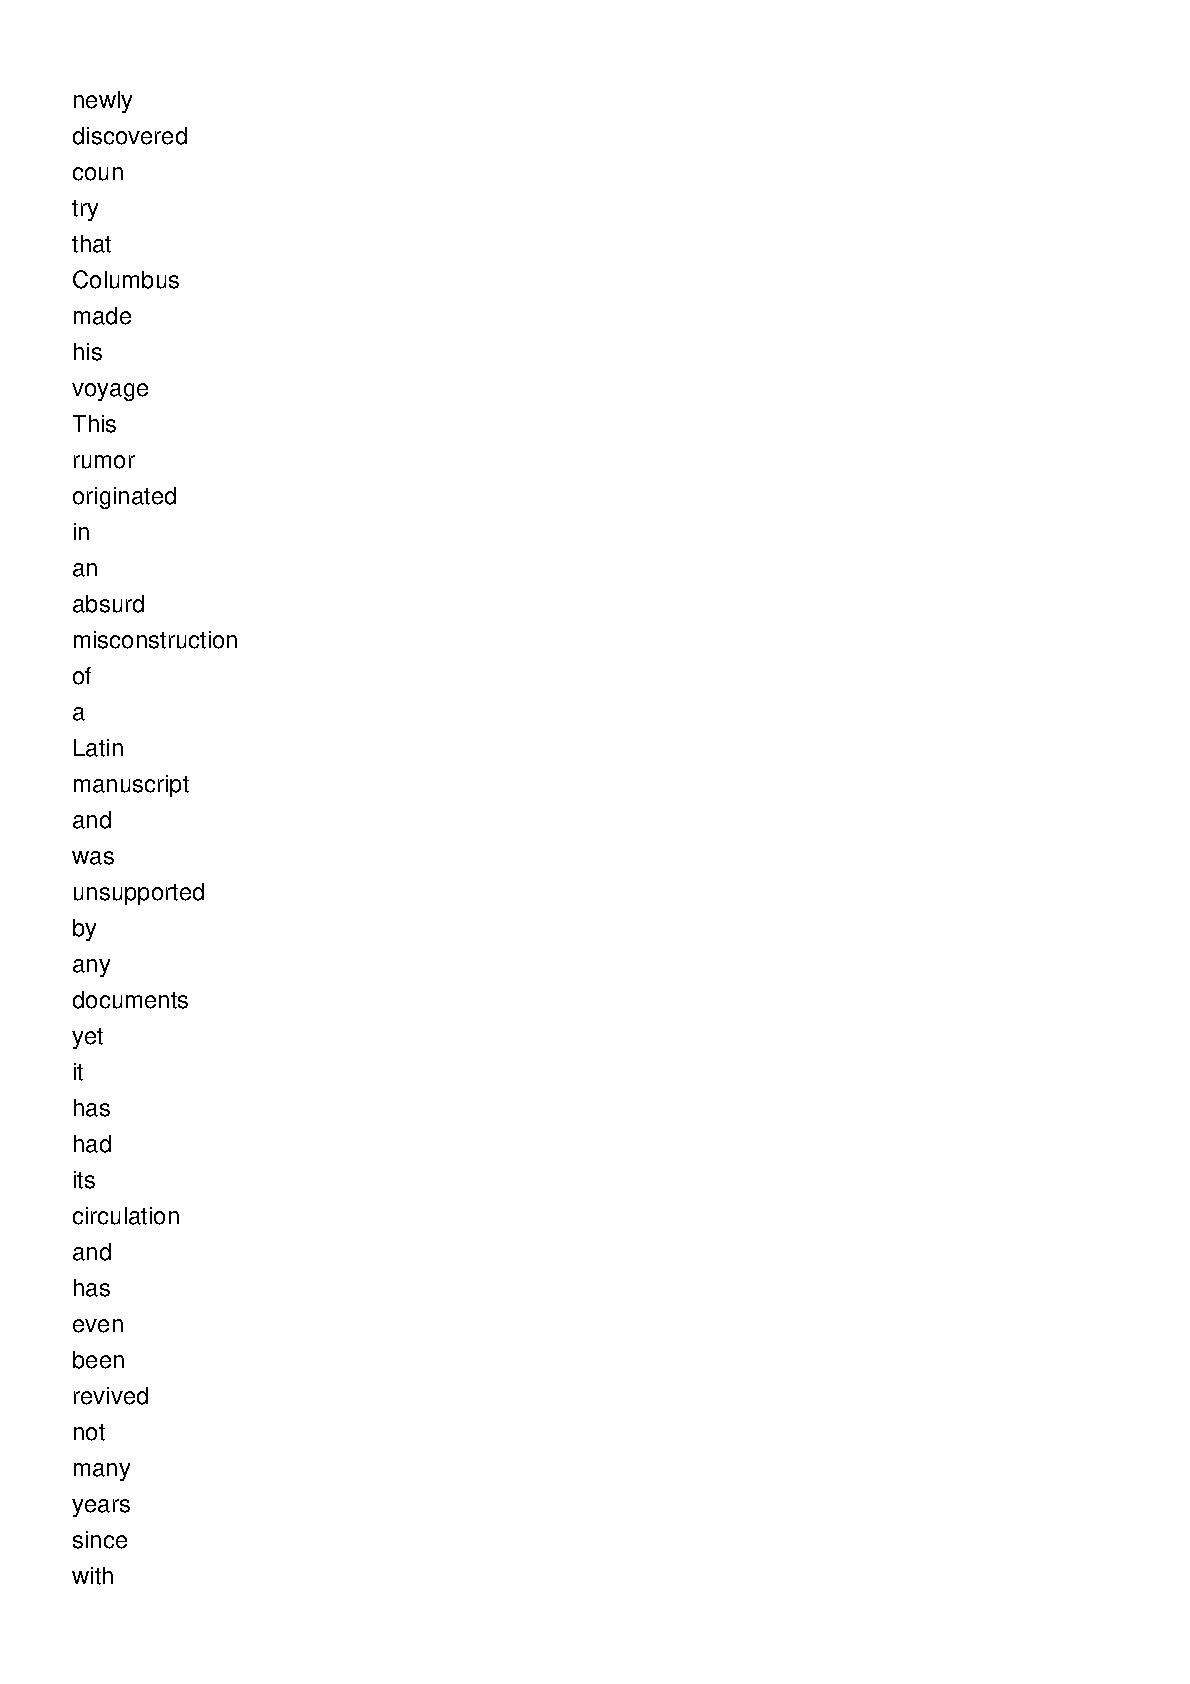 newly
discovered
coun
try
that
Columbus
made
his
voyage
This
rumor
originated
in
an
absurd
misconstruction
of
a
Latin
manuscript
and
was
unsupported
by
any
documents
yet
it
has
had
its
circulation
and
has
even
been
revived
not
many
years
since
with